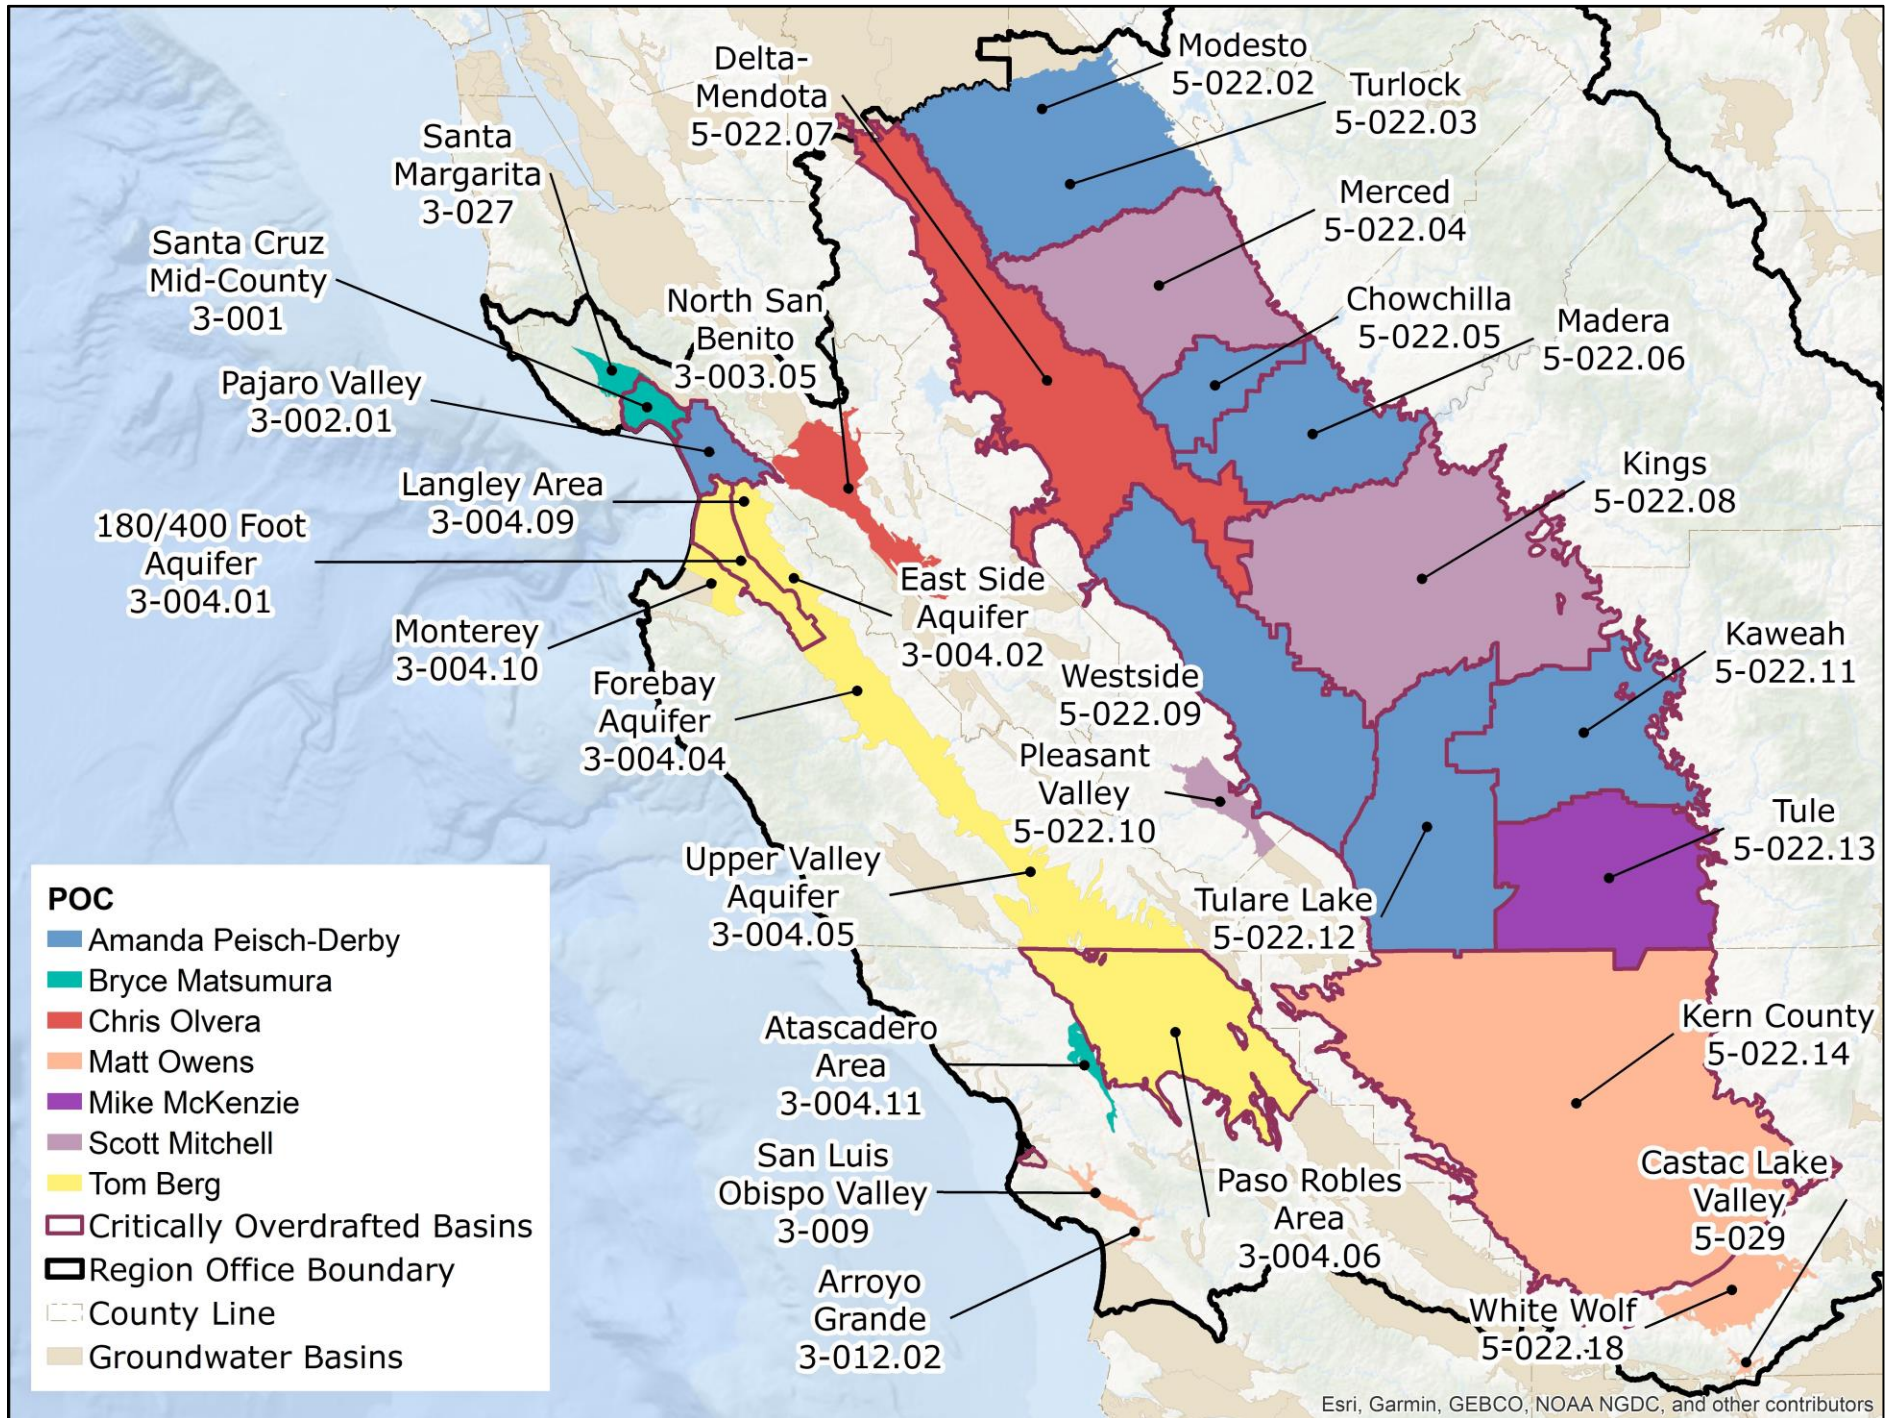 Delta-
Mendota
5-022.07
Modesto
5-022.02
Turlock
5-022.03
Santa
Margarita
3-027
Merced
5-022.04
Santa Cruz
Mid-County
3-001
North San
Benito
3-003.05
Chowchilla
5-022.05
Madera
5-022.06
Pajaro Valley
3-002.01
Langley Area
3-004.09
Kings
5-022.08
180/400 Foot
Aquifer
3-004.01
East Side
Aquifer
3-004.02
Monterey
3-004.10
Kaweah
5-022.11
Forebay
Aquifer
3-004.04
Westside
5-022.09
Pleasant
Valley
5-022.10
Tule
5-022.13
Upper Valley
Aquifer
3-004.05
Tulare Lake
5-022.12
Atascadero
Area
3-004.11
Kern County
5-022.14
San Luis
Obispo Valley
3-009
Paso Robles
Area
3-004.06
Castac Lake
Valley
5-029
Arroyo
Grande
3-012.02
White Wolf
5-022.18
POC
Amanda Peisch-Derby
Bryce Matsumura
Chris Olvera
Matt Owens
Mike McKenzie
Scott Mitchell
Tom Berg
Critically Overdrafted Basins
Region Office Boundary
County Line
Groundwater Basins
Esri, Garmin, GEBCO, NOAA NGDC, and other contributors